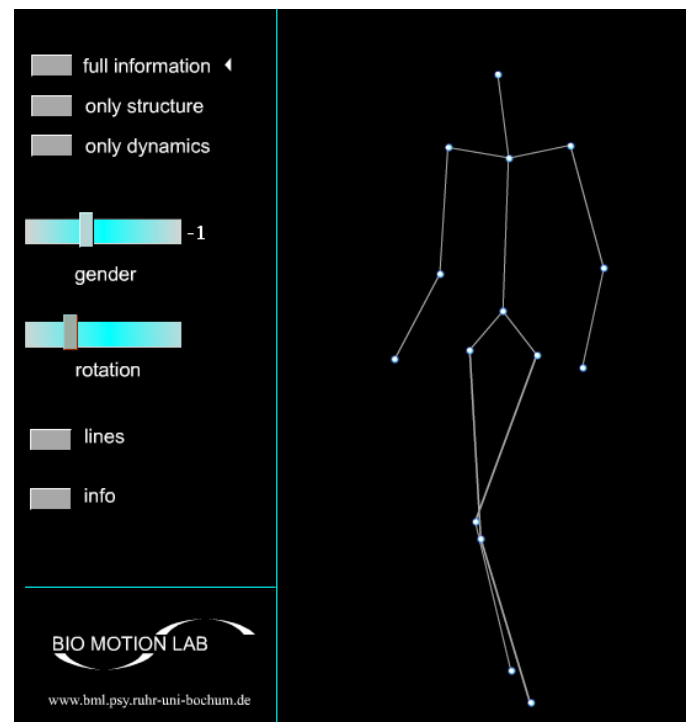 full information
only structure
only dynamics
-1
gender
rotation
lines
info
BIO MOTION LAB
www.bml.psy.ruhr-uni-bochum.de